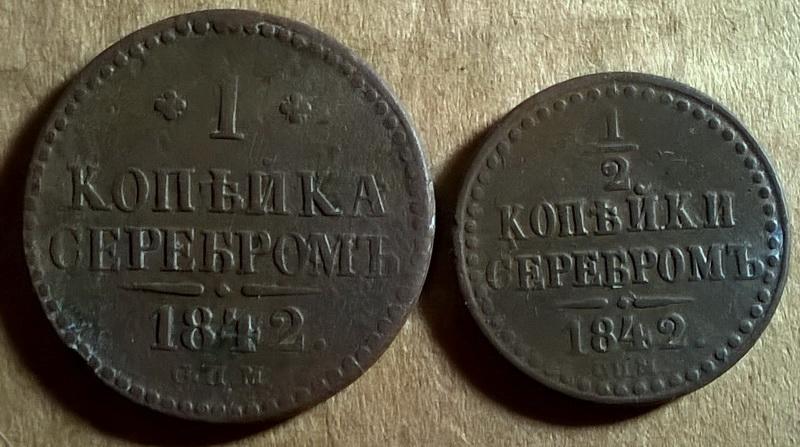 1
КОПѢЙКА
СЕРЕБРОМЪ
1842.
С.П.М.
1/2
КОПѢЙКИ
СЕРЕБРОМЪ
1842.